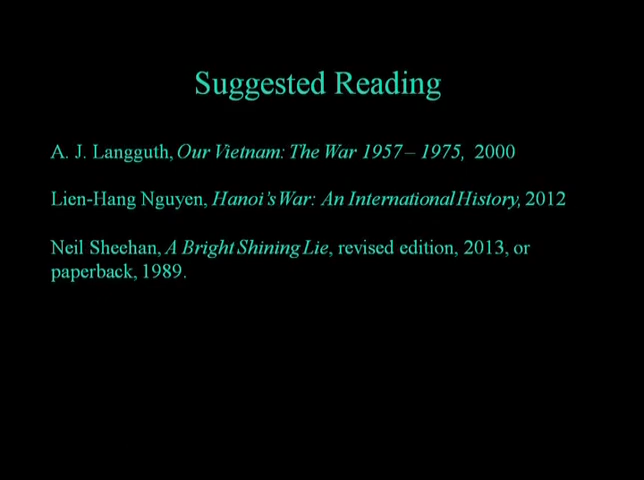 Suggested Reading
A. J. Langguth, Our Vietnam: The War 1957 – 1975,  2000
Lien-Hang Nguyen, Hanoi's War: An International History, 2012
Neil Sheehan, A Bright Shining Lie, revised edition, 2013, or
paperback, 1989.